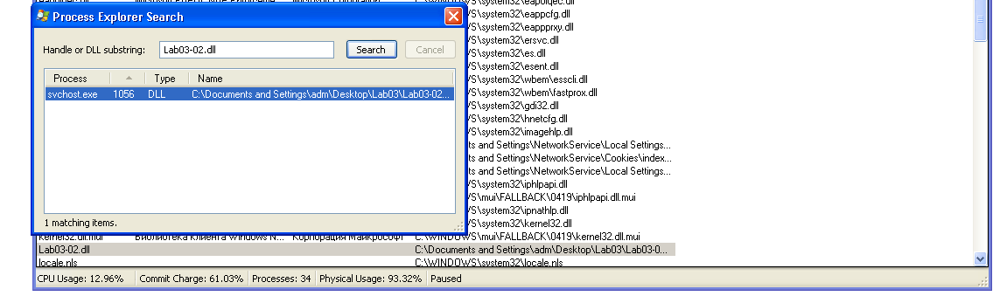 C:\WINDOWS\system32\eapolqec.dll
Process Explorer Search
/S\system32\eappcfg.dll
/S\system32\eappprxy.dll
/S\system32\ersvc.dll
Handle or DLL substring: Lab03-02.dll Search Cancel
/S\system32\es.dll
/S\system32\esent.dll
Process Type Name
/S\system32\wbem\esscli.dll
svchost.exe 1056 DLL C:\Documents and Settings\adm\Desktop\Lab03\Lab03-02...
/S\system32\wbem\fastprox.dll
/S\system32\gdi32.dll
/S\system32\hnetcfg.dll
/S\system32\imagehlp.dll
ts and Settings\NetworkService\Local Settings...
ts and Settings\NetworkService\Cookies\index...
ts and Settings\NetworkService\Local Settings...
/S\system32\iphlpapi.dll
/S\mui\FALLBACK\0419\iphlpapi.dll.mui
/S\system32\ipnathlp.dll
1 matching items.
/S\system32\kernel32.dll
kernel32.dll.mui Библиотека клиента Windows N... Корпорация Майкрософт C:\WINDOWS\mui\FALLBACK\0419\kernel32.dll.mui
Lab03-02.dll C:\Documents and Settings\adm\Desktop\Lab03\Lab03-0...
locale.nls C:\WINDOWS\system32\locale.nls
CPU Usage: 12.96% Commit Charge: 61.03% Processes: 34 Physical Usage: 93.32% Paused